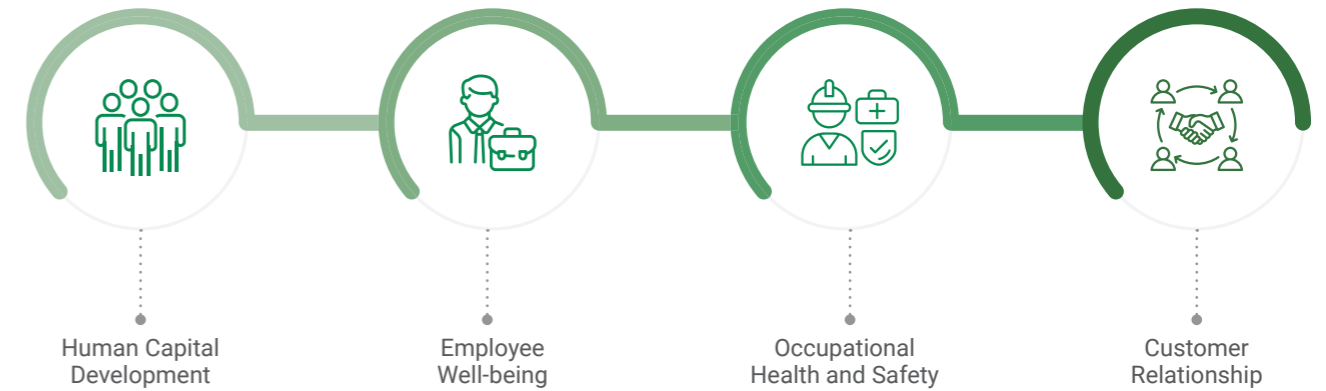 Human Capital
Development
Employee
Well-being
Occupational
Health and Safety
Customer
Relationship